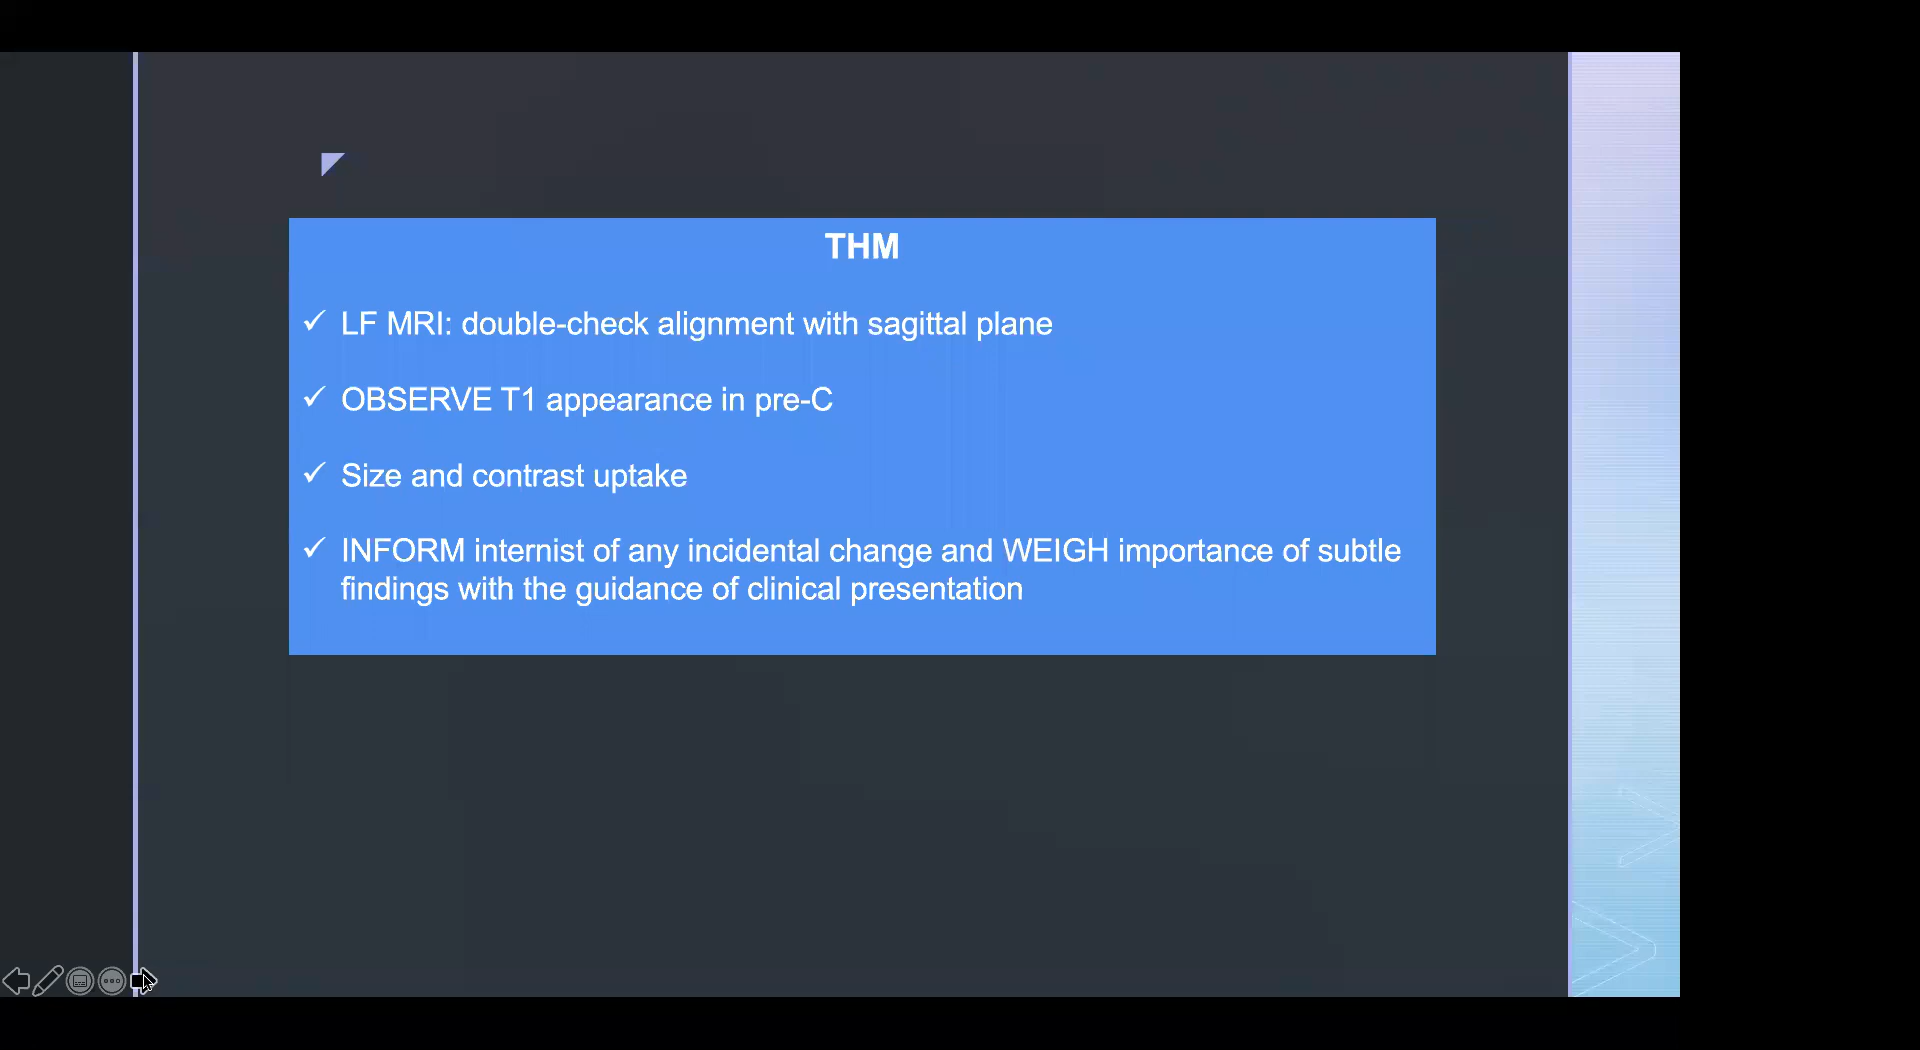 THM
✓ LF MRI: double-check alignment with sagittal plane
✓ OBSERVE T1 appearance in pre-C
✓ Size and contrast uptake
✓ INFORM internist of any incidental change and WEIGH importance of subtle
findings with the guidance of clinical presentation